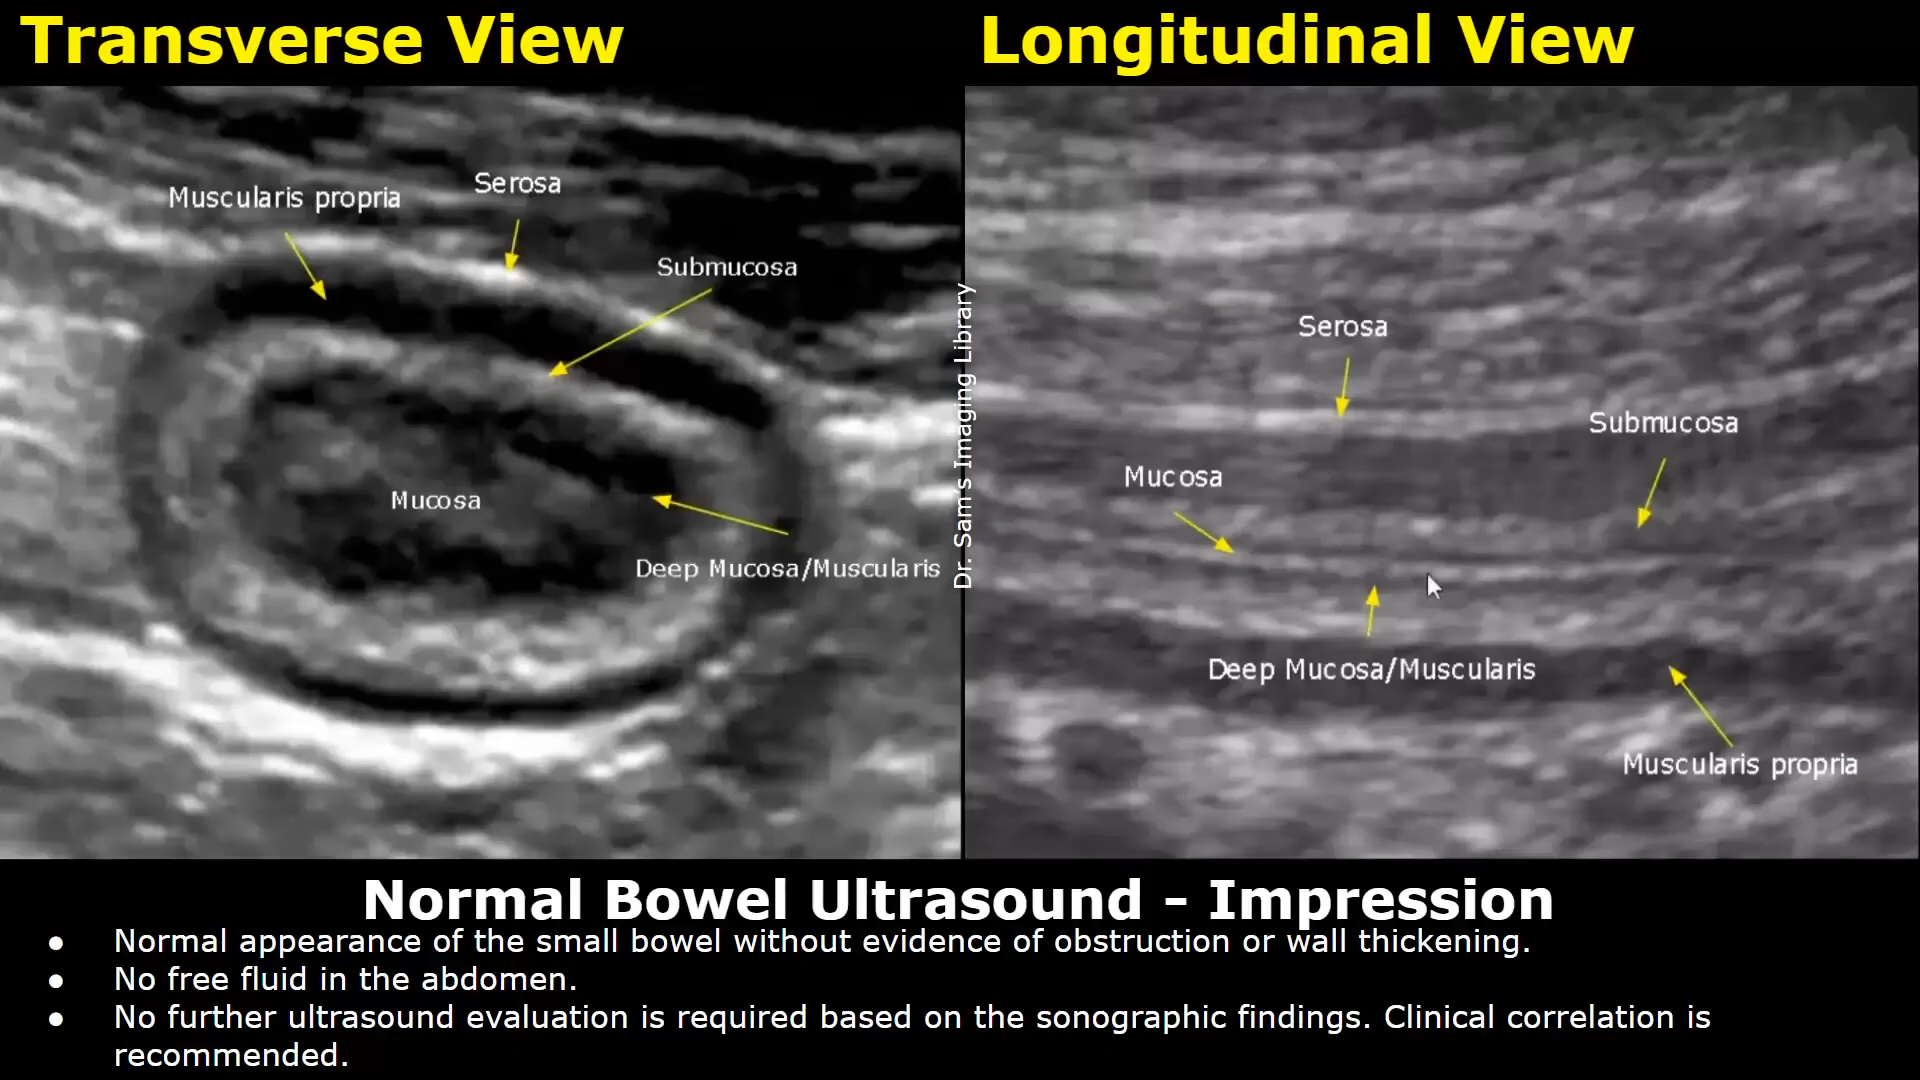 Transverse View
Longitudinal View
Muscularis propria
Serosa
Submucosa
Mucosa
Deep Mucosa/Muscularis
Dr. Sam's Imaging Library
Serosa
Submucosa
Mucosa
Deep Mucosa/Muscularis
Muscularis propria
Normal Bowel Ultrasound - Impression
● Normal appearance of the small bowel without evidence of obstruction or wall thickening.
● No free fluid in the abdomen.
● No further ultrasound evaluation is required based on the sonographic findings. Clinical correlation is
recommended.